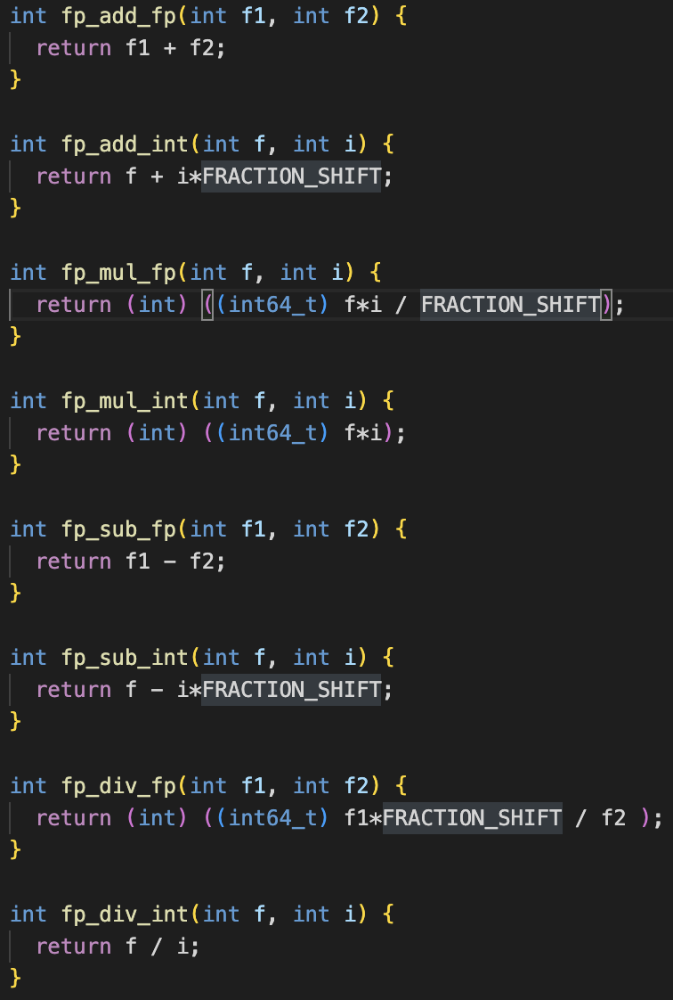 int fp_add_fp(int f1, int f2) {
  return f1 + f2;
}
int fp_add_int(int f, int i) {
  return f + i*FRACTION_SHIFT;
}
int fp_mul_fp(int f, int i) {
  return (int) ((int64_t) f*i / FRACTION_SHIFT);
}
int fp_mul_int(int f, int i) {
  return (int) ((int64_t) f*i);
}
int fp_sub_fp(int f1, int f2) {
  return f1 - f2;
}
int fp_sub_int(int f, int i) {
  return f - i*FRACTION_SHIFT;
}
int fp_div_fp(int f1, int f2) {
  return (int) ((int64_t) f1*FRACTION_SHIFT / f2 );
}
int fp_div_int(int f, int i) {
  return f / i;
}